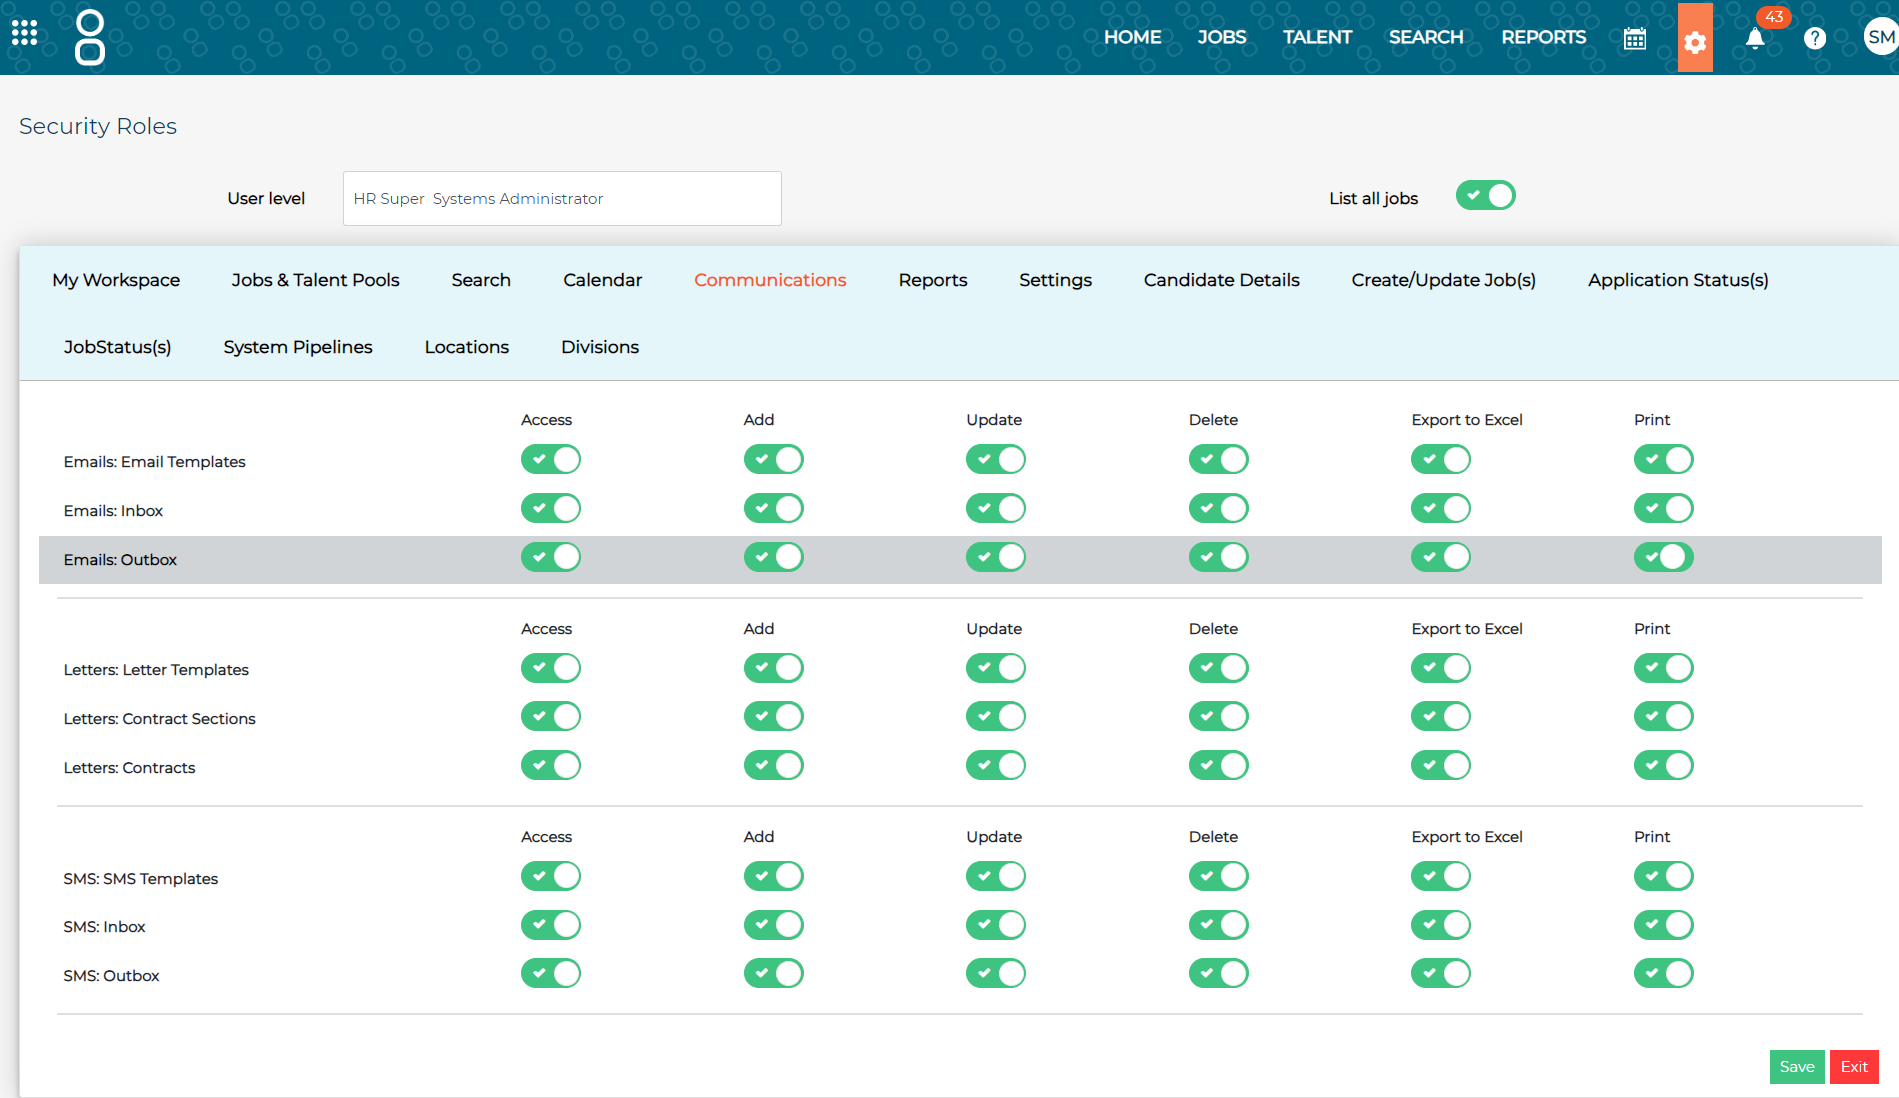 HOME JOBS TALENT SEARCH REPORTS 43 ? SM
Security Roles
User level HR Super  Systems Administrator List all jobs
My Workspace Jobs & Talent Pools Search Calendar Communications Reports Settings Candidate Details Create/Update Job(s) Application Status(s)
JobStatus(s) System Pipelines Locations Divisions
Access Add Update Delete Export to Excel Print
Emails: Email Templates
Emails: Inbox
Emails: Outbox
Access Add Update Delete Export to Excel Print
Letters: Letter Templates
Letters: Contract Sections
Letters: Contracts
Access Add Update Delete Export to Excel Print
SMS: SMS Templates
SMS: Inbox
SMS: Outbox
Save Exit